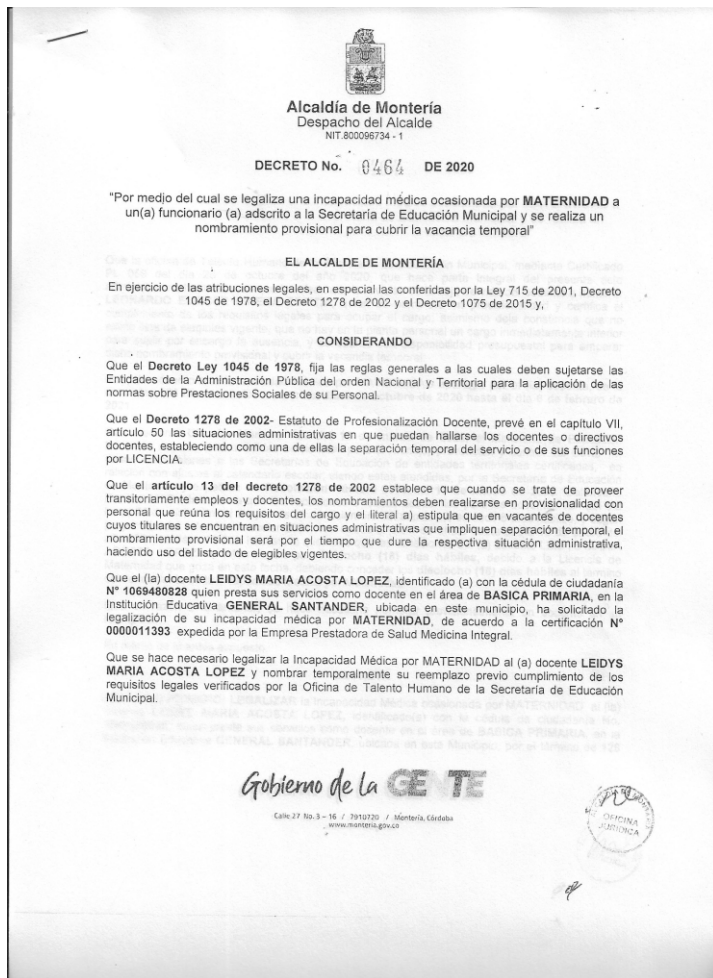 MONTERÍA
Alcaldía de Montería
Despacho del Alcalde
NIT.800096734 - 1
DECRETO No. 0464 DE 2020
"Por medio del cual se legaliza una incapacidad médica ocasionada por MATERNIDAD a
un(a) funcionario (a) adscrito a la Secretaría de Educación Municipal y se realiza un
nombramiento provisional para cubrir la vacancia temporal"
EL ALCALDE DE MONTERÍA
En ejercicio de las atribuciones legales, en especial las conferidas por la Ley 715 de 2001, Decreto
1045 de 1978, el Decreto 1278 de 2002 y el Decreto 1075 de 2015 y,
CONSIDERANDO
Que el Decreto Ley 1045 de 1978, fija las reglas generales a las cuales deben sujetarse las
Entidades de la Administración Pública del orden Nacional y Territorial para la aplicación de las
normas sobre Prestaciones Sociales de su Personal.
Que el Decreto 1278 de 2002- Estatuto de Profesionalización Docente, prevé en el capitulo VII,
artículo 50 las situaciones administrativas en que puedan hallarse los docentes o directivos
docentes, estableciendo como una de ellas la separación temporal del servicio o de sus funciones
por LICENCIA.
Que el artículo 13 del decreto 1278 de 2002 establece que cuando se trate de proveer
transitoriamente empleos y docentes, los nombramientos deben realizarse en provisionalidad con
personal que reúna los requisitos del cargo y el literal a) estipula que en vacantes de docentes
cuyos titulares se encuentran en situaciones administrativas que impliquen separación temporal, el
nombramiento provisional será por el tiempo que dure la respectiva situación administrativa,
haciendo uso del listado de elegibles vigentes.
Que el (la) docente LEIDYS MARIA ACOSTA LOPEZ, identificado (a) con la cédula de ciudadanía
N° 1069480828 quien presta sus servicios como docente en el área de BASICA PRIMARIA, en la
Institución Educativa GENERAL SANTANDER, ubicada en este municipio, ha solicitado la
legalización de su incapacidad médica por MATERNIDAD, de acuerdo a la certificación N°
0000011393 expedida por la Empresa Prestadora de Salud Medicina Integral.
Que se hace necesario legalizar la Incapacidad Médica por MATERNIDAD al (a) docente LEIDYS
MARIA ACOSTA LOPEZ y nombrar temporalmente su reemplazo previo cumplimiento de los
requisitos legales verificados por la Oficina de Talento Humano de la Secretaría de Educación
Municipal.
Gobierno de la GENTE
Calle 27 No. 3 – 16 / 7910720 / Montería, Córdoba
www.monteria.gov.co
OFICINA
JURIDICA